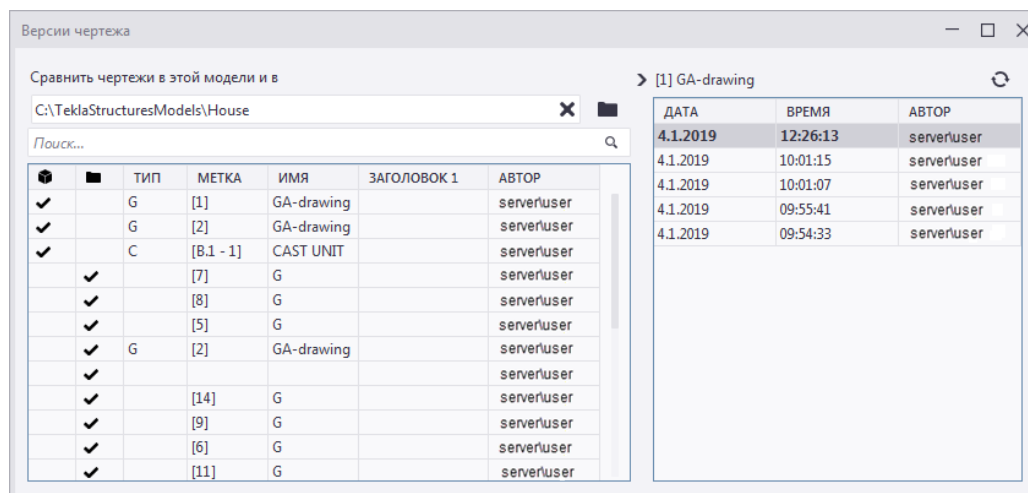 Версии чертежа
Сравнить чертежи в этой модели и в
C:\TeklaStructuresModels\House
Поиск...
ТИП МЕТКА ИМЯ ЗАГОЛОВОК 1 АВТОР
G [1] GA-drawing server\user
G [2] GA-drawing server\user
C [B.1 - 1] CAST UNIT server\user
[7] G server\user
[8] G server\user
[5] G server\user
G [2] GA-drawing server\user
server\user
[14] G server\user
[9] G server\user
[6] G server\user
[11] G server\user
[1] GA-drawing
ДАТА ВРЕМЯ АВТОР
4.1.2019 12:26:13 server\user
4.1.2019 10:01:15 server\user
4.1.2019 10:01:07 server\user
4.1.2019 09:55:41 server\user
4.1.2019 09:54:33 server\user